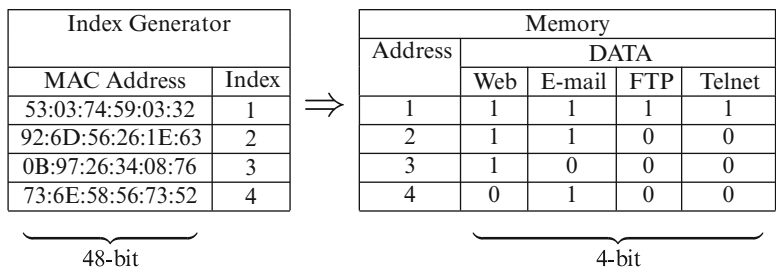 Index Generator
MAC Address Index
53:03:74:59:03:32 1
92:6D:56:26:1E:63 2
0B:97:26:34:08:76 3
73:6E:58:56:73:52 4
48-bit
⇒
Memory
Address DATA
Web E-mail FTP Telnet
1 1 1 1 1
2 1 1 0 0
3 1 0 0 0
4 0 1 0 0
4-bit